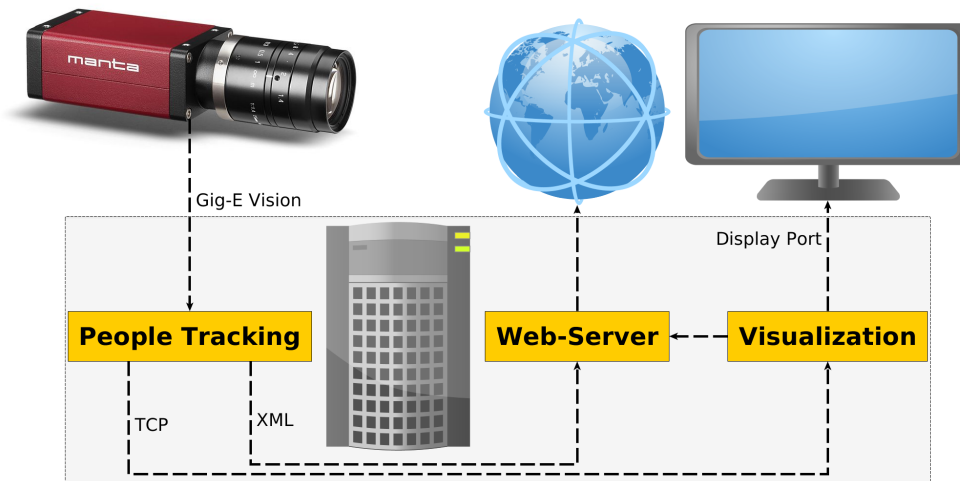 manta
Gig-E Vision
Display Port
People Tracking
Web-Server
Visualization
TCP
XML